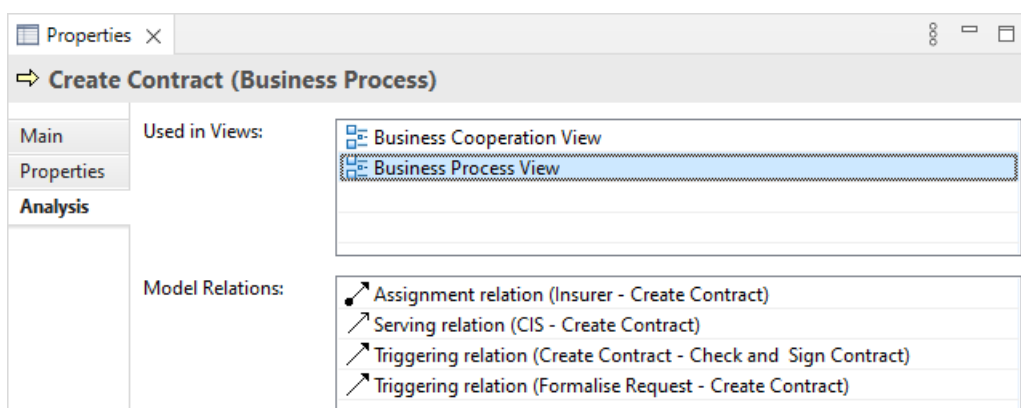 Properties
Create Contract (Business Process)
Main
Properties
Analysis
Used in Views:
Business Cooperation View
Business Process View
Model Relations:
Assignment relation (Insurer - Create Contract)
Serving relation (CIS - Create Contract)
Triggering relation (Create Contract - Check and  Sign Contract)
Triggering relation (Formalise Request - Create Contract)